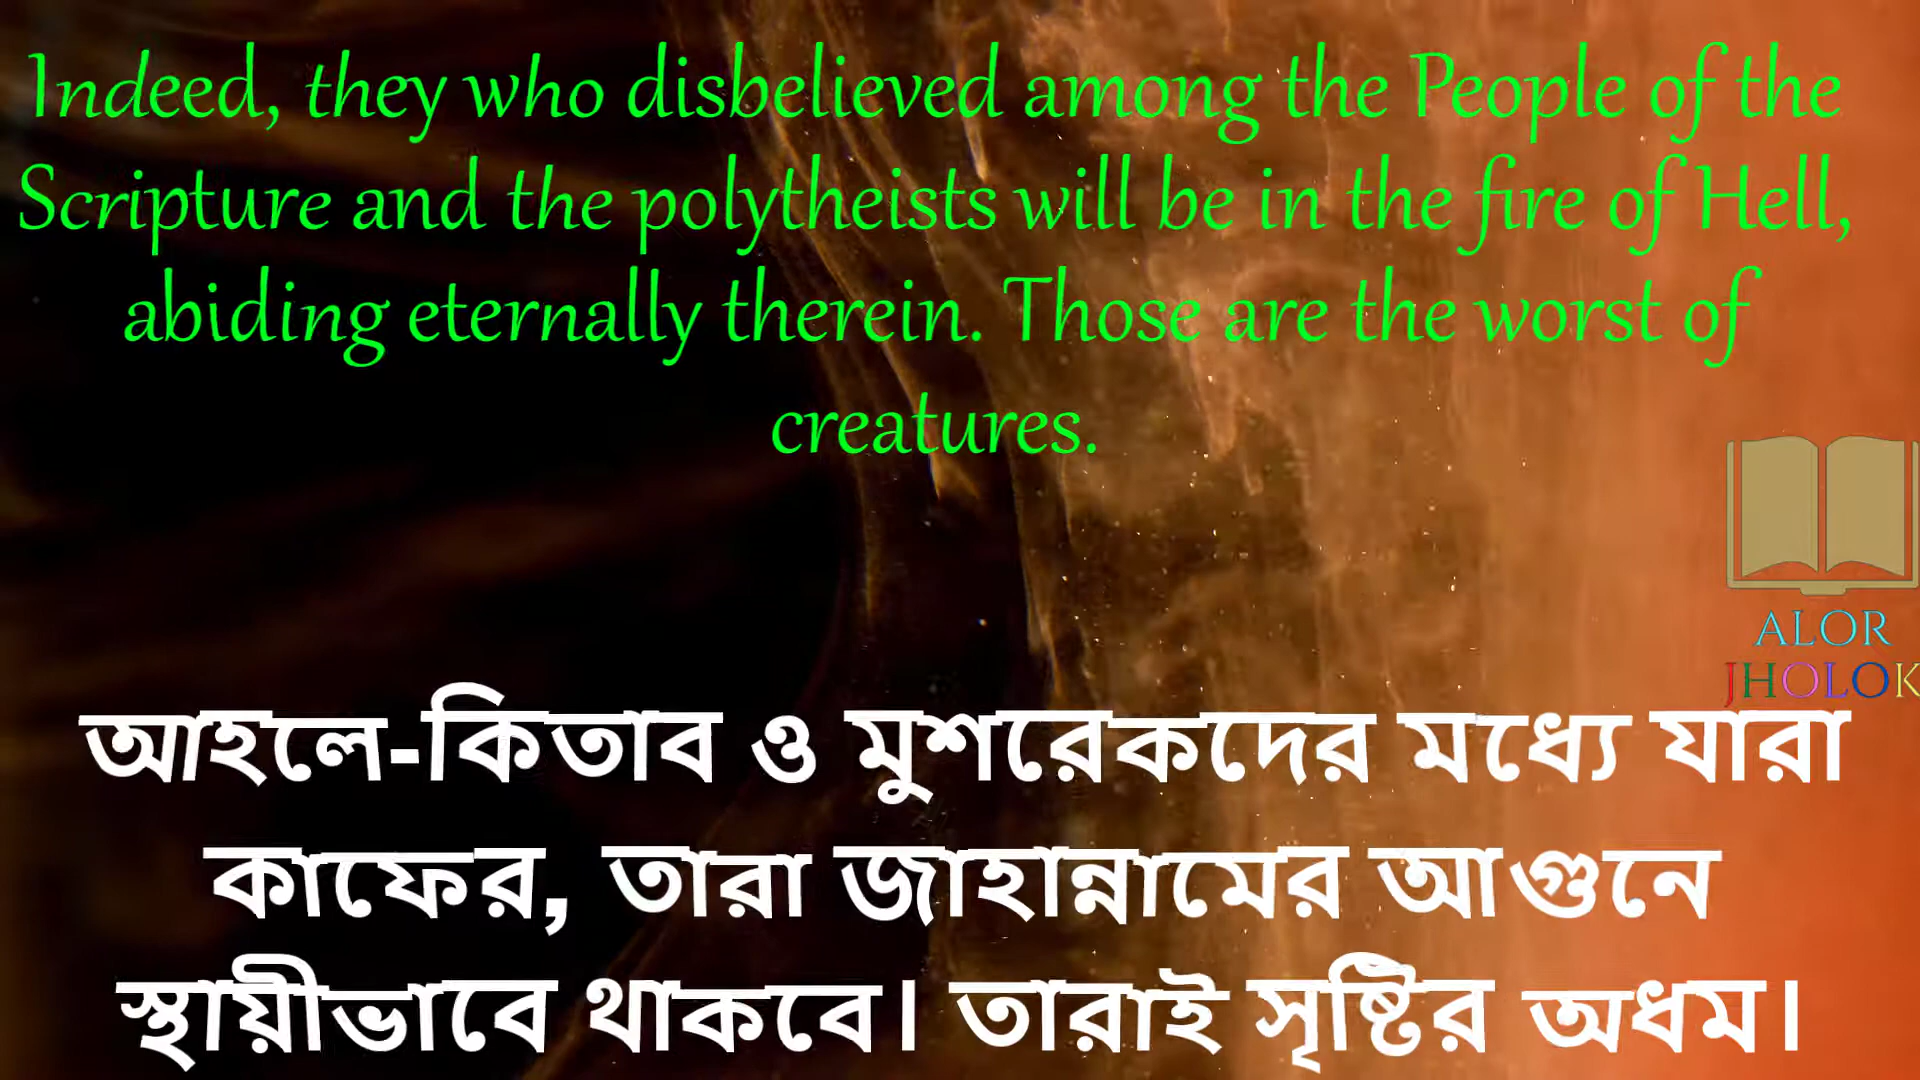 Indeed, they who disbelieved among the People of the
Scripture and the polytheists will be in the fire of Hell,
abiding eternally therein. Those are the worst of
creatures.
ALOR
JHOLOK
আহলে-কিতাব ও মুশরেকদের মধ্যে যারা
কাফের, তারা জাহান্নামের আগুনে
স্থায়ীভাবে থাকবে। তারাই সৃষ্টির অধম।